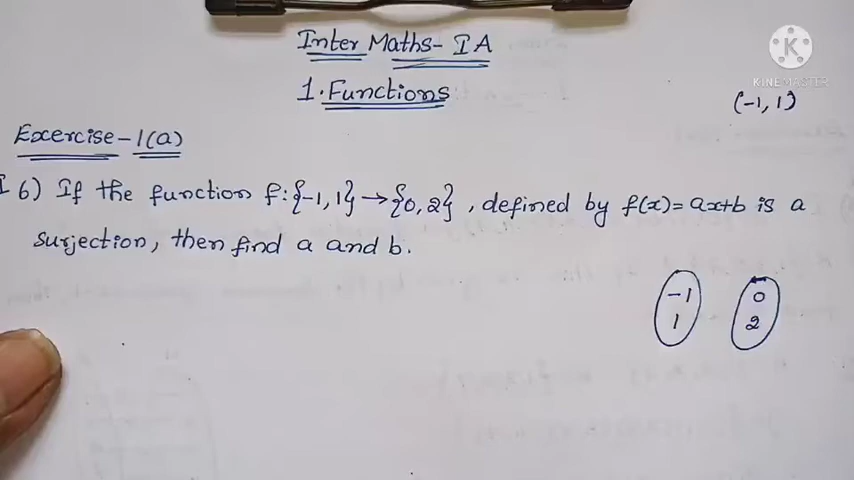 Inter Maths- IA
1. Functions
KINEMASTER
(-1, 1)
Exercise-1(a)
I 6) If the function f:{-1, 1}→{0, 2}, defined by f(x)=ax+b is a
surjection, then find a and b.
-1 0
1 2